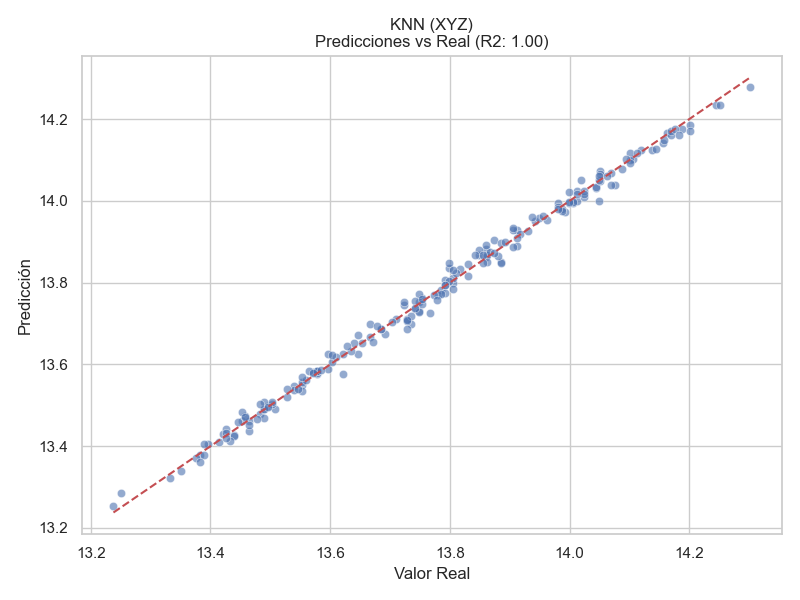 KNN (XYZ)
Predicciones vs Real (R2: 1.00)
Predicción
14.2
14.0
13.8
13.6
13.4
13.2
13.2 13.4 13.6 13.8 14.0 14.2
Valor Real